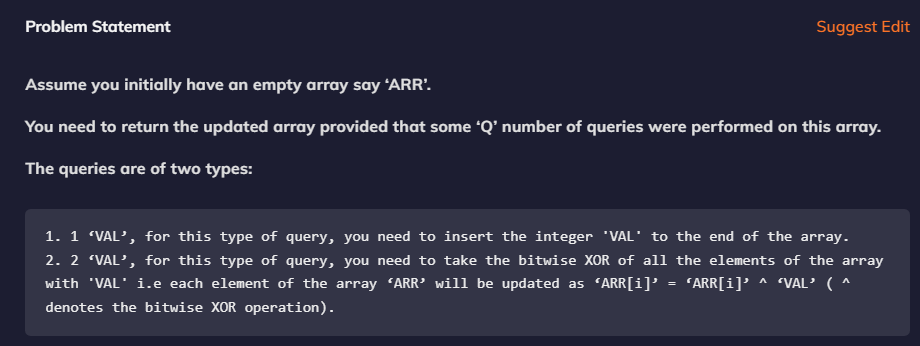 Problem Statement
Suggest Edit
Assume you initially have an empty array say ‘ARR’.
You need to return the updated array provided that some ‘Q’ number of queries were performed on this array.
The queries are of two types:
1. 1 ‘VAL’, for this type of query, you need to insert the integer 'VAL' to the end of the array.
2. 2 ‘VAL’, for this type of query, you need to take the bitwise XOR of all the elements of the array
with 'VAL' i.e each element of the array ‘ARR’ will be updated as ‘ARR[i]’ = ‘ARR[i]’ ^ ‘VAL’ ( ^
denotes the bitwise XOR operation).